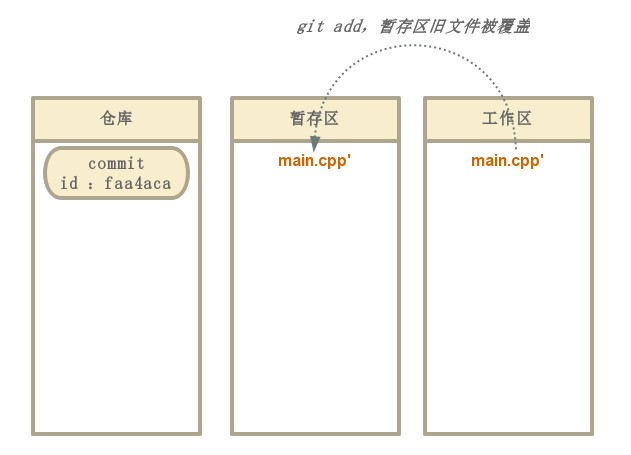 git add，暂存区旧文件被覆盖
仓库
暂存区
工作区
commit
id：faa4aca
main.cpp'
main.cpp'